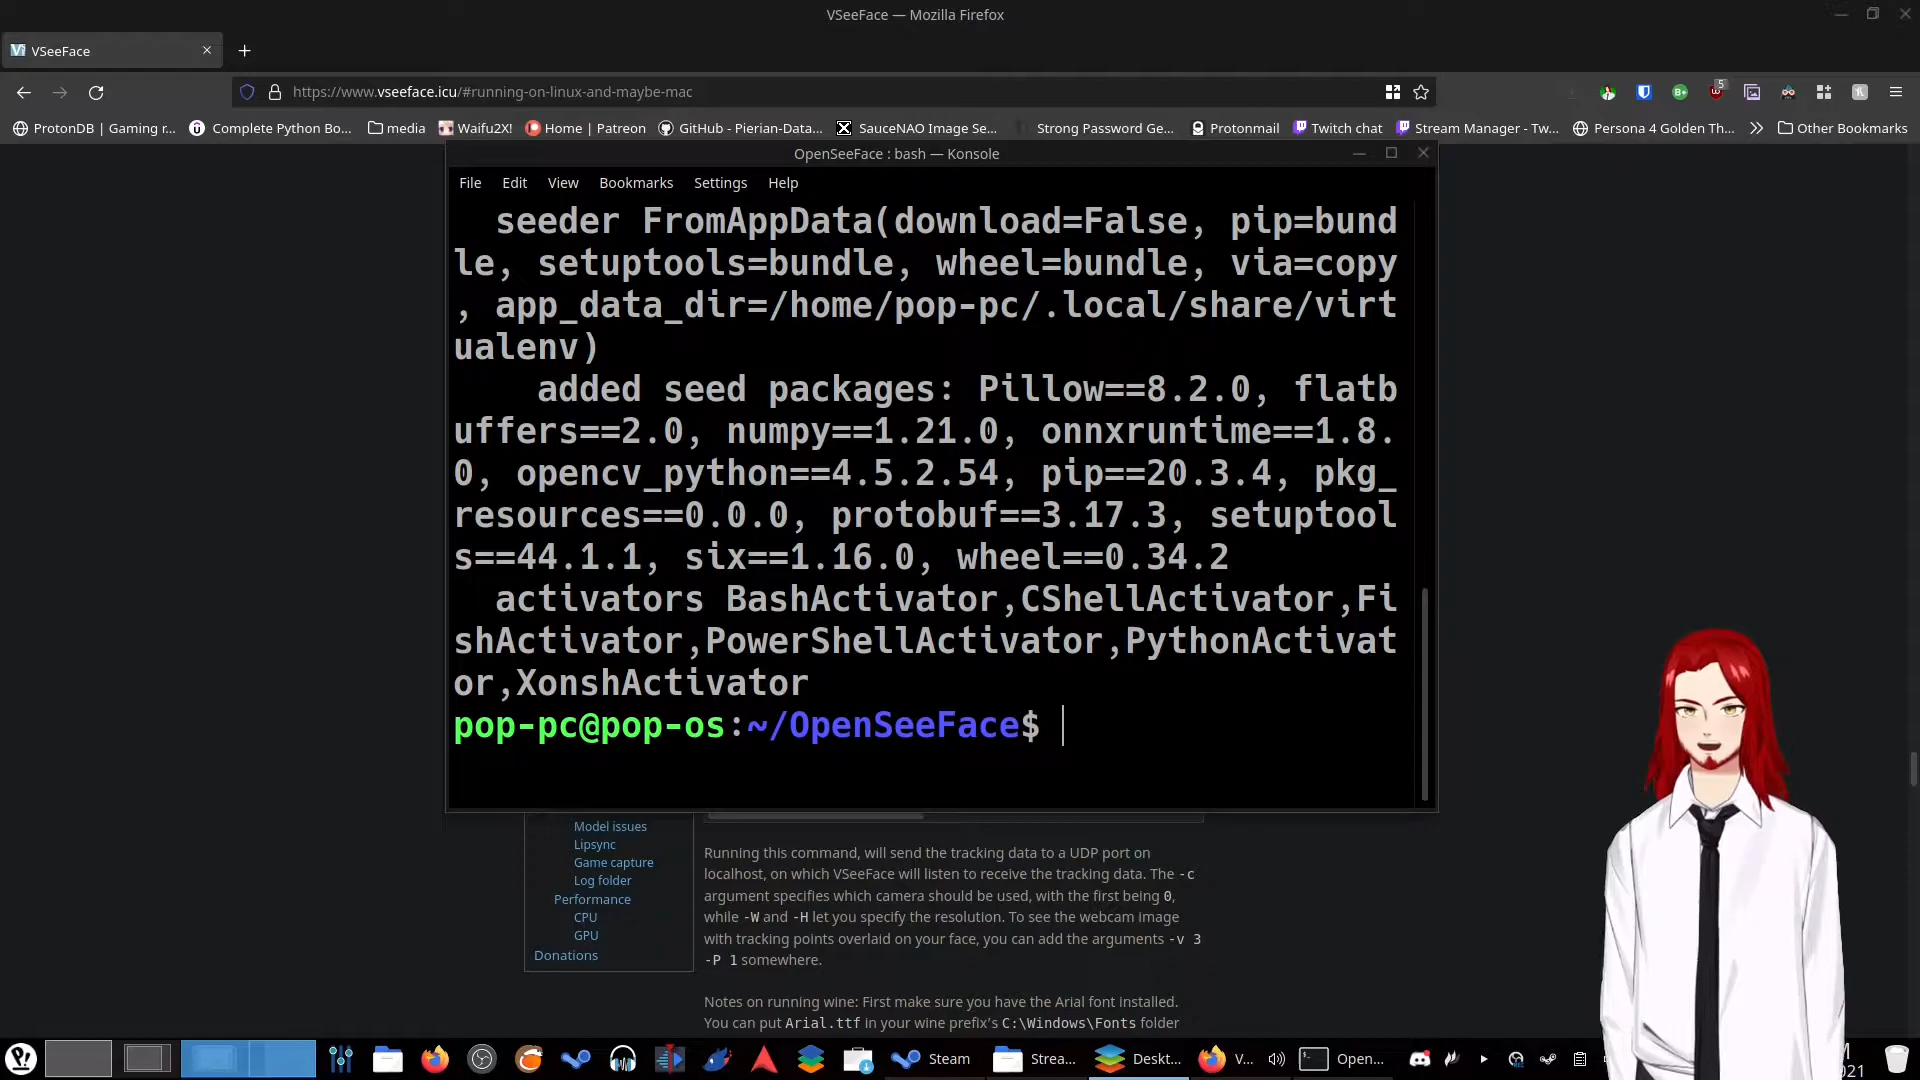 VSeeFace — Mozilla Firefox
VSeeFace
https://www.vseeface.icu/#running-on-linux-and-maybe-mac
5
ProtonDB | Gaming r...
Complete Python Bo...
media
Waifu2X!
Home | Patreon
GitHub - Pierian-Data...
SauceNAO Image Se...
Strong Password Ge...
Protonmail
Twitch chat
Stream Manager - Tw...
Persona 4 Golden Th...
Other Bookmarks
OpenSeeFace : bash — Konsole
File Edit View Bookmarks Settings Help
seeder FromAppData(download=False, pip=bund
le, setuptools=bundle, wheel=bundle, via=copy
, app_data_dir=/home/pop-pc/.local/share/virt
ualenv)
added seed packages: Pillow==8.2.0, flatb
uffers==2.0, numpy==1.21.0, onnxruntime==1.8.
0, opencv_python==4.5.2.54, pip==20.3.4, pkg_
resources==0.0.0, protobuf==3.17.3, setuptool
s==44.1.1, six==1.16.0, wheel==0.34.2
activators BashActivator,CShellActivator,Fi
shActivator,PowerShellActivator,PythonActivat
or,XonshActivator
pop-pc@pop-os:~/OpenSeeFace$
Model issues
Lipsync
Game capture
Log folder
Performance
CPU
GPU
Donations
Running this command, will send the tracking data to a UDP port on
localhost, on which VSeeFace will listen to receive the tracking data. The -c
argument specifies which camera should be used, with the first being 0,
while -W and -H let you specify the resolution. To see the webcam image
with tracking points overlaid on your face, you can add the arguments -v 3
-P 1 somewhere.
Notes on running wine: First make sure you have the Arial font installed.
You can put Arial.ttf in your wine prefix's C:\Windows\Fonts folder
Steam
Strea...
Deskt...
V...
Open...
021